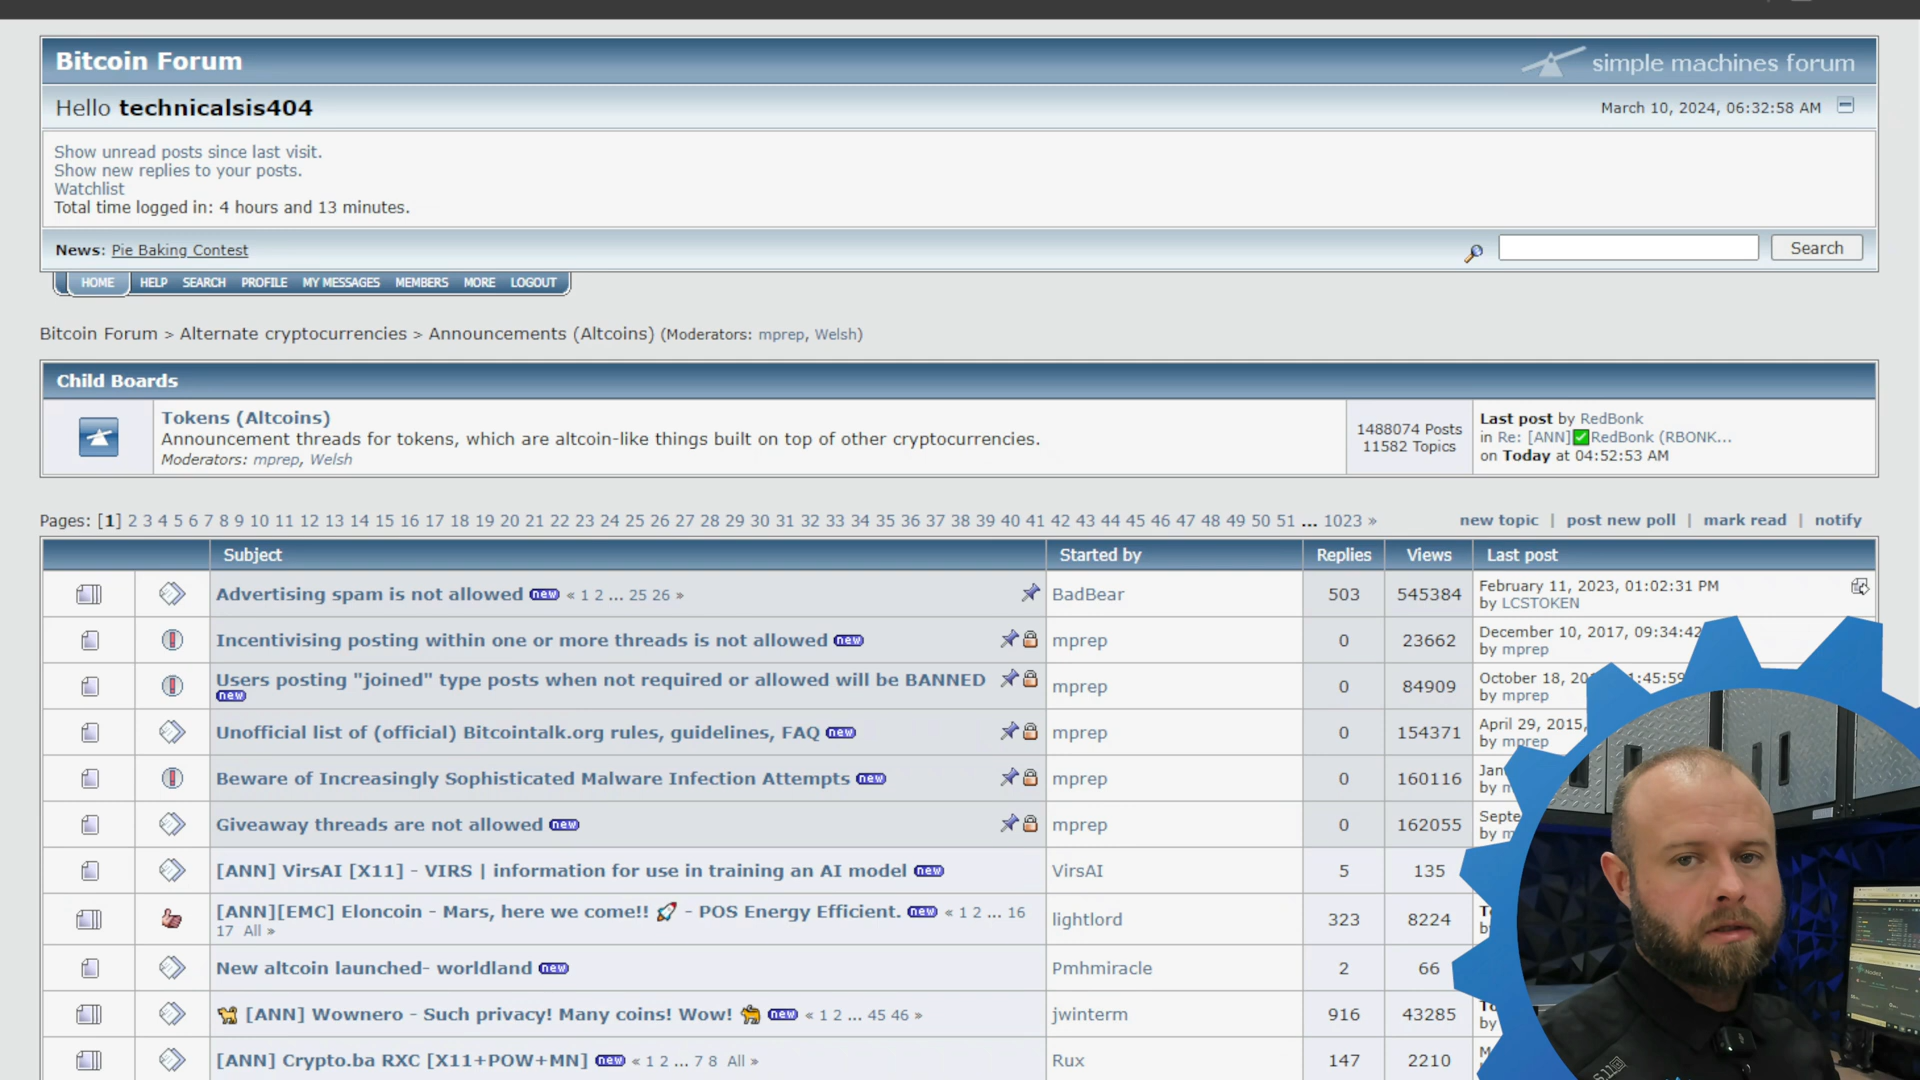 Bitcoin Forum
simple machines forum
Hello technicalsis404
March 10, 2024, 06:32:58 AM
Show unread posts since last visit.
Show new replies to your posts.
Watchlist
Total time logged in: 4 hours and 13 minutes.
News: Pie Baking Contest
Search
HOME HELP SEARCH PROFILE MY MESSAGES MEMBERS MORE LOGOUT
Bitcoin Forum > Alternate cryptocurrencies > Announcements (Altcoins) (Moderators: mprep, Welsh)
Child Boards
Tokens (Altcoins)
Announcement threads for tokens, which are altcoin-like things built on top of other cryptocurrencies.
Moderators: mprep, Welsh
1488074 Posts
11582 Topics
Last post by RedBonk
in Re: [ANN]✅RedBonk (RBONK...
on Today at 04:52:53 AM
Pages: [1] 2 3 4 5 6 7 8 9 10 11 12 13 14 15 16 17 18 19 20 21 22 23 24 25 26 27 28 29 30 31 32 33 34 35 36 37 38 39 40 41 42 43 44 45 46 47 48 49 50 51 ... 1023 »
new topic | post new poll | mark read | notify
Subject Started by Replies Views Last post
Advertising spam is not allowed new « 1 2 ... 25 26 » BadBear 503 545384 February 11, 2023, 01:02:31 PM
by LCSTOKEN
Incentivising posting within one or more threads is not allowed new mprep 0 23662 December 10, 2017, 09:34:42
by mprep
Users posting "joined" type posts when not required or allowed will be BANNED
new
mprep 0 84909 October 18, 20 1:45:59
by mprep
Unofficial list of (official) Bitcointalk.org rules, guidelines, FAQ new mprep 0 154371 April 29, 2015,
by mprep
Beware of Increasingly Sophisticated Malware Infection Attempts new mprep 0 160116 Jan
by m
Giveaway threads are not allowed new mprep 0 162055 Septe
by m
[ANN] VirsAI [X11] - VIRS | information for use in training an AI model new VirsAI 5 135
[ANN][EMC] Eloncoin - Mars, here we come!! 🚀 - POS Energy Efficient. new « 1 2 ... 16
17 All »
lightlord 323 8224 T
b
New altcoin launched- worldland new Pmhmiracle 2 66
🐕 [ANN] Wownero - Such privacy! Many coins! Wow! 🐕 new « 1 2 ... 45 46 » jwinterm 916 43285 To
by
[ANN] Crypto.ba RXC [X11+POW+MN] new « 1 2 ... 7 8 All » Rux 147 2210 M